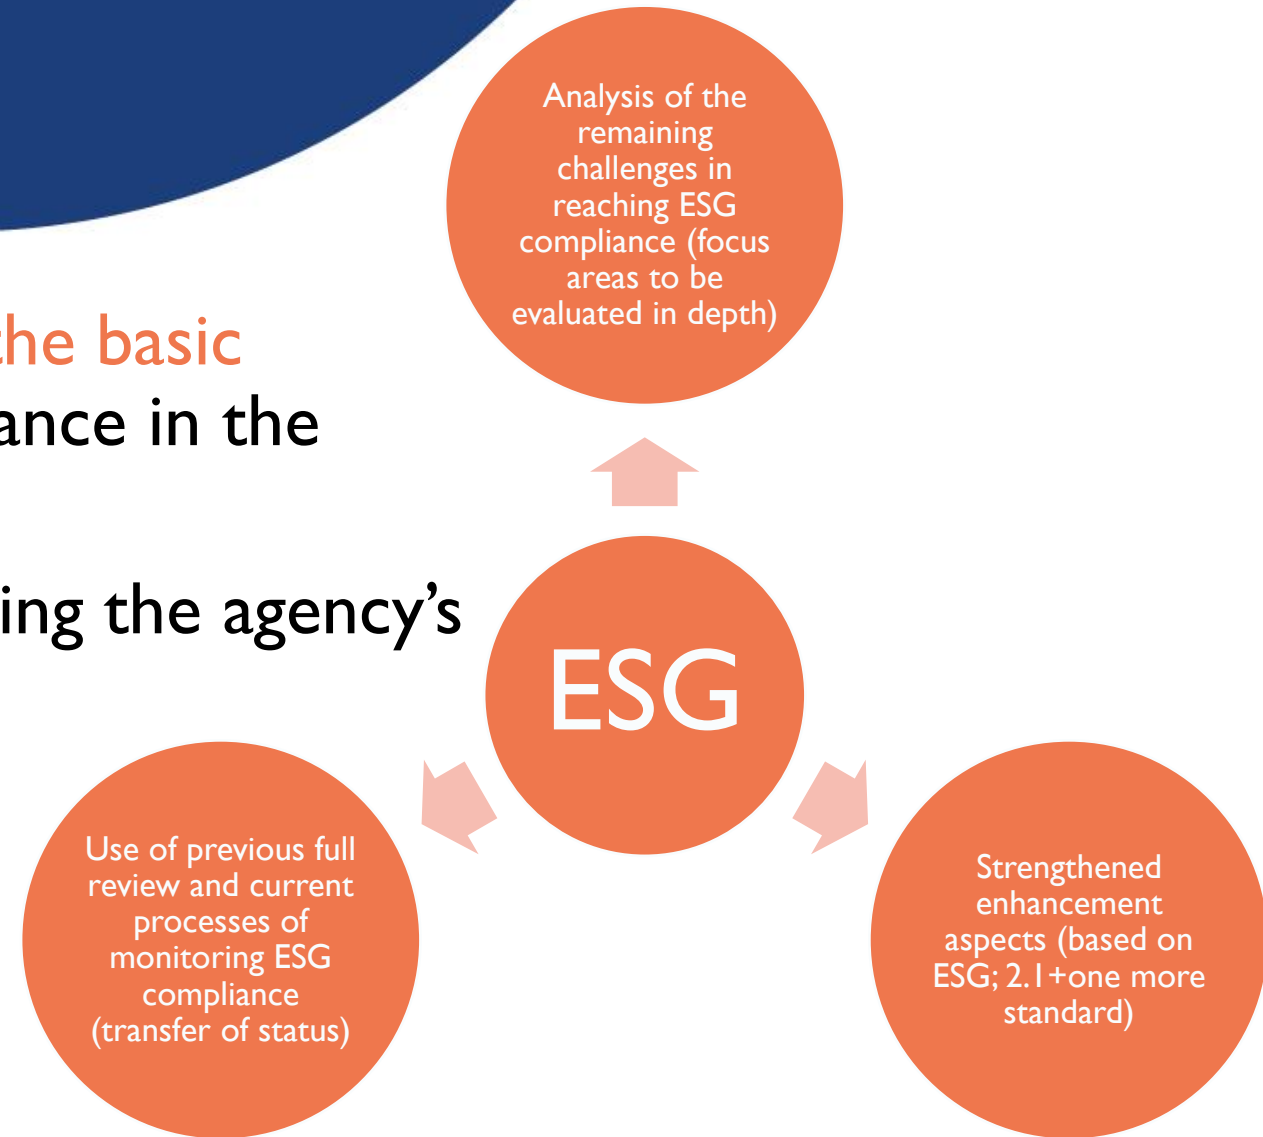 Analysis of the
remaining
challenges in
reaching ESG
compliance (focus
areas to be
evaluated in depth)
the basic
ance in the
ing the agency’s
ESG
Use of previous full
review and current
processes of
monitoring ESG
compliance
(transfer of status)
Strengthened
enhancement
aspects (based on
ESG; 2.1+one more
standard)